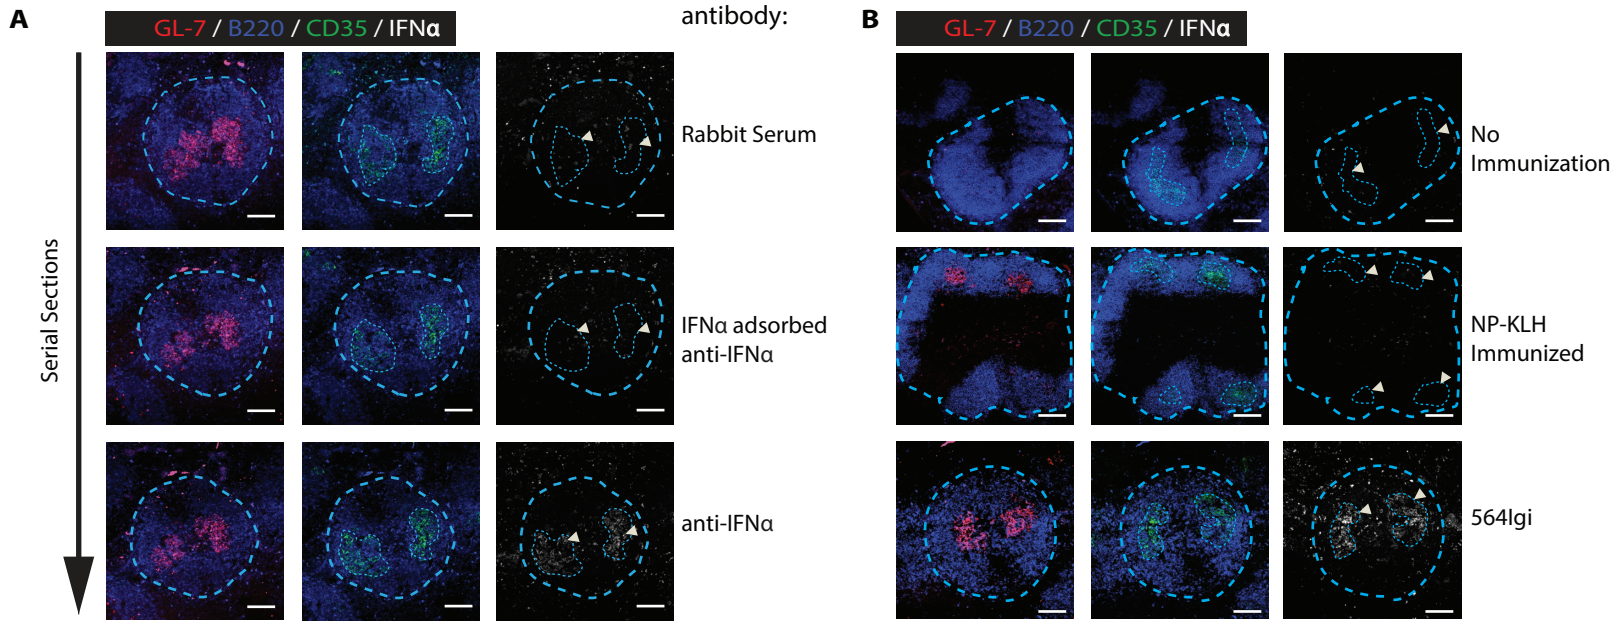 A
GL-7 / B220 / CD35 / IFNα
antibody:
Serial Sections
Rabbit Serum
IFNα adsorbed
anti-IFNα
anti-IFNα
B
GL-7 / B220 / CD35 / IFNα
No
Immunization
NP-KLH
Immunized
564Igi